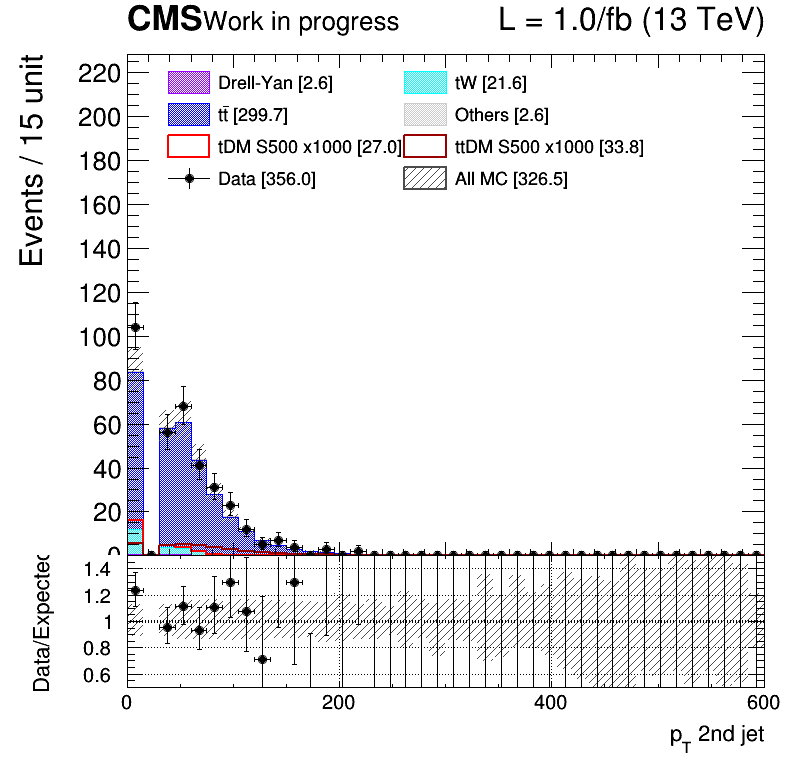 CMS Work in progress L = 1.0/fb (13 TeV)
Events / 15 unit
220
200
180
160
140
120
100
80
60
40
20
0
Drell-Yan [2.6] tW [21.6]
tt̄ [299.7] Others [2.6]
tDM S500 x1000 [27.0] ttDM S500 x1000 [33.8]
Data [356.0] All MC [326.5]
Data/Expected
1.4
1.2
1
0.8
0.6
0 200 400 600
p_T 2nd jet